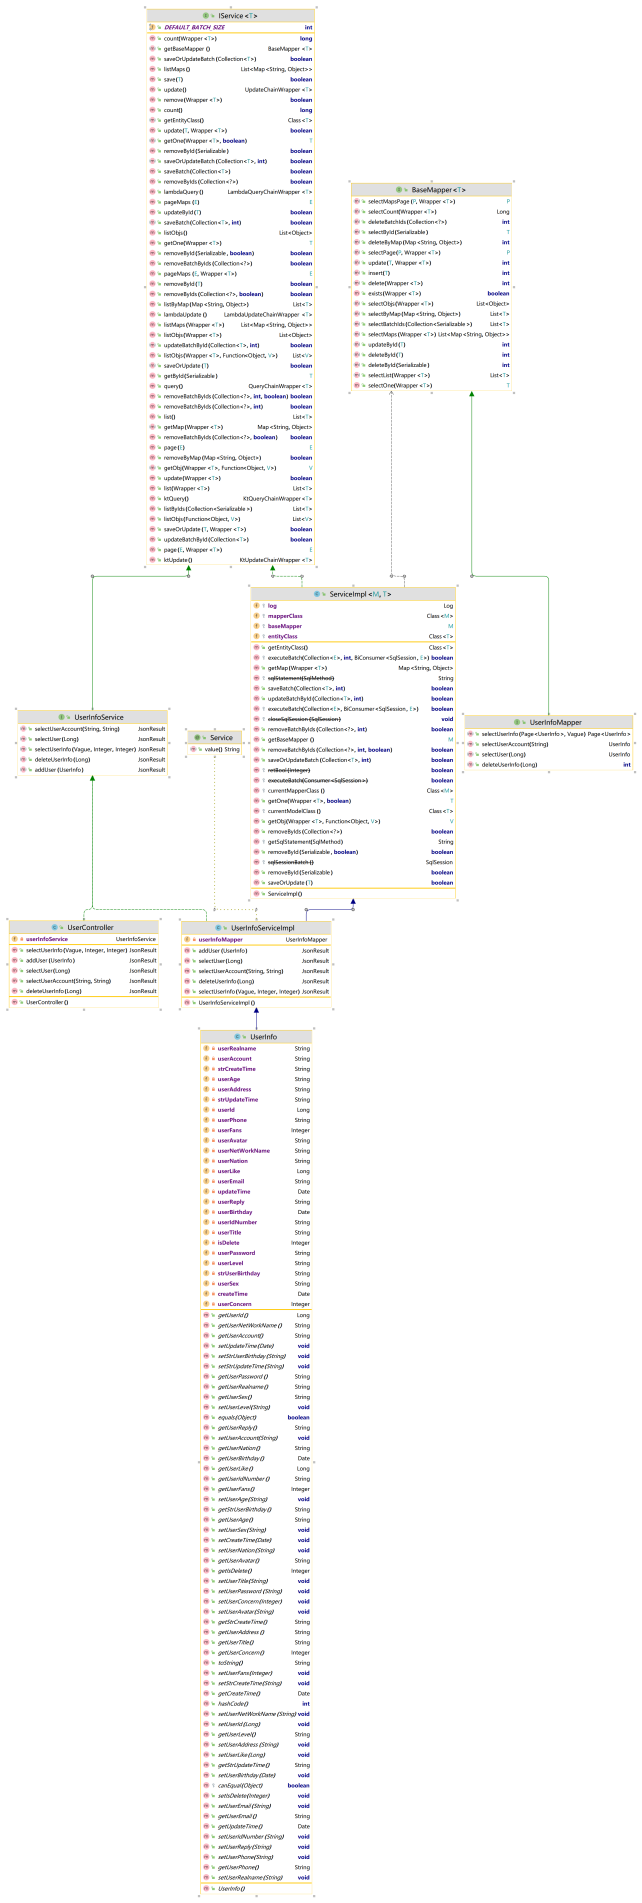 IService <T>
DEFAULT_BATCH_SIZE int
count(Wrapper <T>) long
getBaseMapper () BaseMapper <T>
saveOrUpdateBatch (Collection<T>) boolean
listMaps () List<Map <String, Object>>
save(T) boolean
update() UpdateChainWrapper <T>
remove(Wrapper <T>) boolean
count() long
getEntityClass() Class <T>
update(T, Wrapper <T>) boolean
getOne(Wrapper <T>, boolean) T
removeById (Serializable ) boolean
saveOrUpdateBatch (Collection<T>, int) boolean
saveBatch(Collection<T>) boolean
removeByIds (Collection<?>) boolean
lambdaQuery() LambdaQueryChainWrapper <T>
pageMaps (E) E
updateById(T) boolean
saveBatch(Collection<T>, int) boolean
listObjs() List<Object>
getOne(Wrapper <T>) T
removeById (Serializable, boolean) boolean
removeBatchByIds (Collection<?>) boolean
pageMaps (E, Wrapper <T>) E
removeById (T) boolean
removeByIds (Collection<?>, boolean) boolean
listByMap (Map <String, Object>) List<T>
lambdaUpdate () LambdaUpdateChainWrapper <T>
listMaps (Wrapper <T>) List<Map <String, Object>>
listObjs(Wrapper <T>) List<Object>
updateBatchById (Collection<T>, int) boolean
listObjs(Wrapper <T>, Function<Object, V>) List<V>
saveOrUpdate (T) boolean
getById(Serializable ) T
query() QueryChainWrapper <T>
removeBatchByIds (Collection<?>, int, boolean) boolean
removeBatchByIds (Collection<?>, int) boolean
list() List<T>
getMap (Wrapper <T>) Map <String, Object>
removeBatchByIds (Collection<?>, boolean) boolean
page(E) E
removeByMap (Map <String, Object>) boolean
getObj(Wrapper <T>, Function<Object, V>) V
update(Wrapper <T>) boolean
list(Wrapper <T>) List<T>
ktQuery() KtQueryChainWrapper <T>
listByIds (Collection<Serializable >) List<T>
listObjs(Function<Object, V>) List<V>
saveOrUpdate (T, Wrapper <T>) boolean
updateBatchById (Collection<T>) boolean
page(E, Wrapper <T>) E
ktUpdate() KtUpdateChainWrapper <T>
BaseMapper <T>
selectMapsPage (P, Wrapper <T>) P
selectCount(Wrapper <T>) Long
deleteBatchIds (Collection<?>) int
selectById (Serializable) T
deleteByMap (Map <String, Object>) int
selectPage(P, Wrapper <T>) P
update(T, Wrapper <T>) int
insert(T) int
delete(Wrapper <T>) int
exists(Wrapper <T>) boolean
selectObjs(Wrapper <T>) List<Object>
selectByMap (Map <String, Object>) List<T>
selectBatchIds (Collection<Serializable >) List<T>
selectMaps (Wrapper <T>) List<Map <String, Object>>
updateById(T) int
deleteById (T) int
deleteById (Serializable) int
selectList(Wrapper <T>) List<T>
selectOne(Wrapper <T>) T
ServiceImpl <M, T>
log Log
mapperClass Class <M>
baseMapper M
entityClass Class <T>
getEntityClass() Class <T>
executeBatch(Collection<E>, int, BiConsumer <SqlSession, E>) boolean
getMap (Wrapper <T>) Map <String, Object>
sqlStatement (SqlMethod) String
saveBatch(Collection<T>, int) boolean
updateBatchById (Collection<T>, int) boolean
executeBatch(Collection<E>, BiConsumer <SqlSession, E>) boolean
closeSqlSession (SqlSession) void
removeBatchByIds (Collection<?>, int) boolean
getBaseMapper () M
removeBatchByIds (Collection<?>, int, boolean) boolean
saveOrUpdateBatch (Collection<T>, int) boolean
retBool(Integer) boolean
executeBatch(Consumer <SqlSession >) boolean
currentMapperClass () Class <M>
getOne(Wrapper <T>, boolean) T
currentModelClass () Class <T>
getObj(Wrapper <T>, Function<Object, V>) V
removeByIds (Collection<?>) boolean
getSqlStatement(SqlMethod) String
removeById (Serializable, boolean) boolean
sqlSessionBatch () SqlSession
removeById (Serializable ) boolean
saveOrUpdate (T) boolean
ServiceImpl()
UserInfoService
selectUserAccount (String, String) JsonResult
selectUser(Long) JsonResult
selectUserInfo (Vague, Integer, Integer) JsonResult
deleteUserInfo (Long) JsonResult
addUser (UserInfo) JsonResult
Service
value() String
UserInfoMapper
selectUserInfo (Page<UserInfo >, Vague) Page<UserInfo >
selectUserAccount (String) UserInfo
selectUser (Long) UserInfo
deleteUserInfo (Long) int
UserController
userInfoService UserInfoService
selectUserInfo (Vague, Integer, Integer) JsonResult
addUser (UserInfo) JsonResult
selectUser(Long) JsonResult
selectUserAccount (String, String) JsonResult
deleteUserInfo (Long) JsonResult
UserController ()
UserInfoServiceImpl
userInfoMapper UserInfoMapper
addUser (UserInfo) JsonResult
selectUser(Long) JsonResult
selectUserAccount (String, String) JsonResult
deleteUserInfo (Long) JsonResult
selectUserInfo (Vague, Integer, Integer) JsonResult
UserInfoServiceImpl ()
UserInfo
userRealname String
userAccount String
strCreateTime String
userAge String
userAddress String
strUpdateTime String
userId Long
userPhone String
userFans Integer
userAvatar String
userNetWorkName String
userNation String
userLike Long
userEmail String
updateTime Date
userReply String
userBirthday Date
userIdNumber String
userTitle String
isDelete Integer
userPassword String
userLevel String
strUserBirthday String
userSex String
createTime Date
userConcern Integer
getUserId () Long
getUserNetWorkName () String
getUserAccount() String
setUpdateTime (Date) void
setStrUserBirthday (String) void
setStrUpdateTime (String) void
getUserPassword () String
getUserRealname() String
getUserSex() String
setUserLevel(String) void
equals(Object) boolean
getUserReply () String
setUserAccount(String) void
getUserNation() String
getUserBirthday () Date
getUserLike () Long
getUserIdNumber () String
getUserFans() Integer
setUserAge (String) void
getStrUserBirthday () String
getUserAge() String
setUserSex(String) void
setCreateTime (Date) void
setUserNation (String) void
getUserAvatar() String
getIsDelete() Integer
setUserTitle (String) void
setUserPassword (String) void
setUserConcern (Integer) void
setUserAvatar(String) void
getStrCreateTime () String
getUserAddress () String
getUserTitle() String
getUserConcern() Integer
toString() String
setUserFans (Integer) void
setStrCreateTime (String) void
getCreateTime () Date
hashCode() int
setUserNetWorkName (String) void
setUserId (Long) void
getUserLevel() String
setUserAddress (String) void
setUserLike (Long) void
getStrUpdateTime () String
setUserBirthday (Date) void
canEqual(Object) boolean
setIsDelete (Integer) void
setUserEmail (String) void
getUserEmail () String
getUpdateTime () Date
setUserIdNumber (String) void
setUserReply (String) void
setUserPhone (String) void
getUserPhone() String
setUserRealname (String) void
UserInfo ()